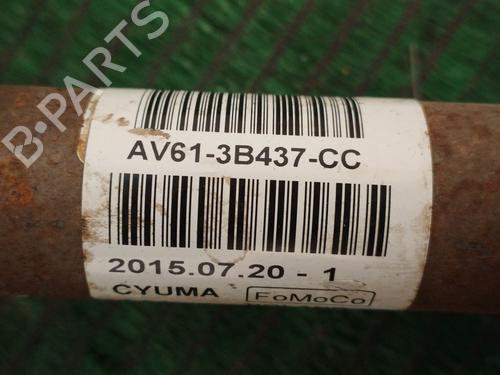 B-PARTS
AV61-3B437-CC
2015.07.20 - 1
CYUMA FoMoCo